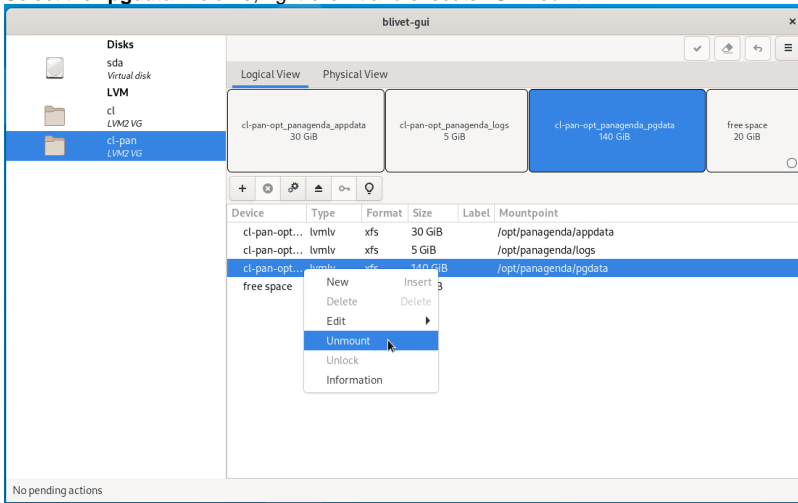 blivet-gui
Disks
sda
Virtual disk
LVM
cl
LVM2 VG
cl-pan
LVM2 VG
Logical View Physical View
cl-pan-opt_panagenda_appdata
30 GiB
cl-pan-opt_panagenda_logs
5 GiB
cl-pan-opt_panagenda_pgdata
140 GiB
free space
20 GiB
Device Type Format Size Label Mountpoint
cl-pan-opt... lvmlv xfs 30 GiB /opt/panagenda/appdata
cl-pan-opt... lvmlv xfs 5 GiB /opt/panagenda/logs
cl-pan-opt... lvmlv xfs 140 GiB /opt/panagenda/pgdata
free space
New Insert
Delete Delete
Edit
Unmount
Unlock
Information
No pending actions